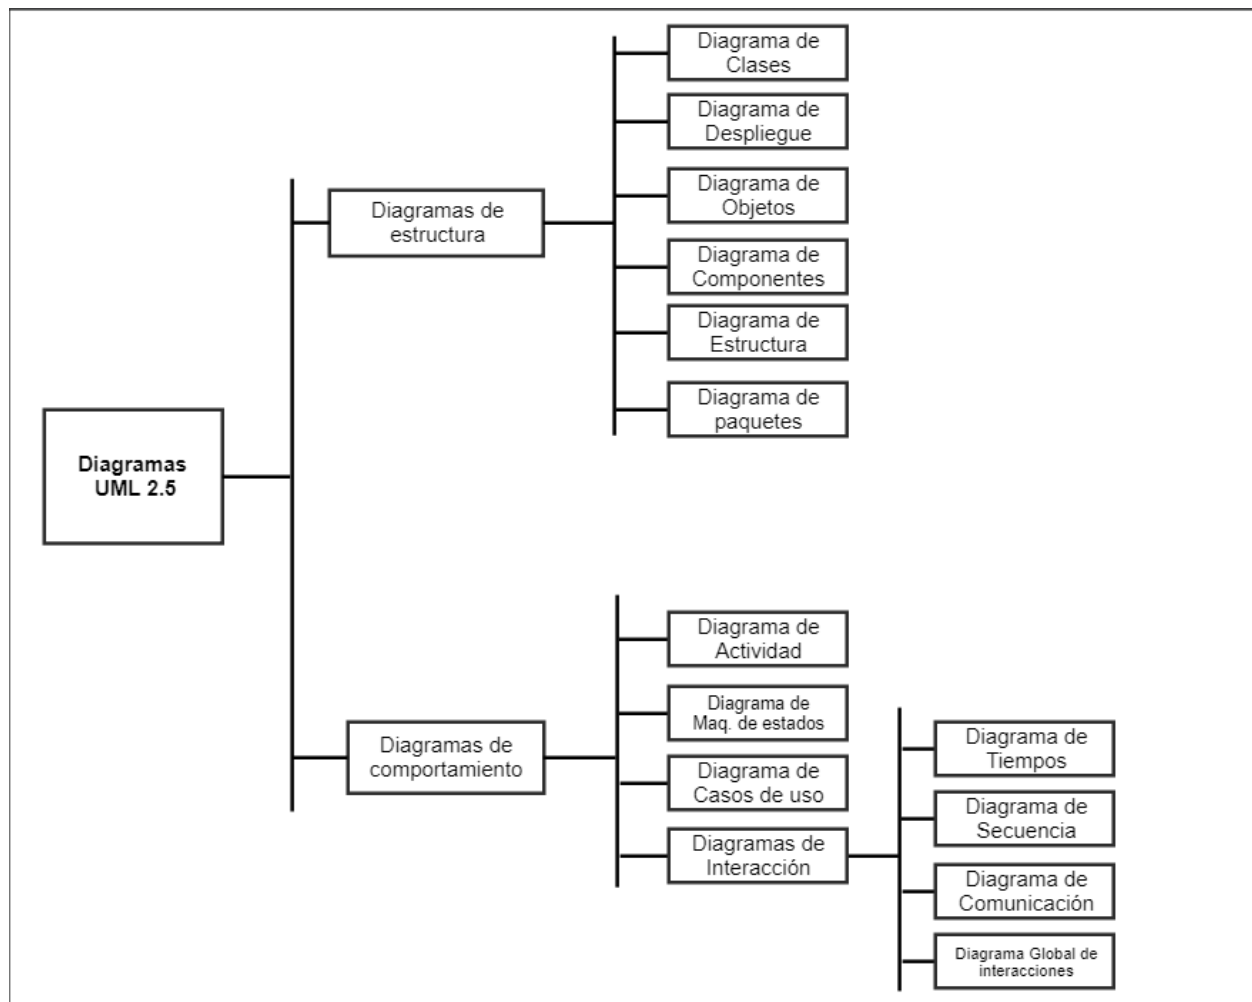 Diagramas
UML 2.5
Diagramas de
estructura
Diagrama de
Clases
Diagrama de
Despliegue
Diagrama de
Objetos
Diagrama de
Componentes
Diagrama de
Estructura
Diagrama de
paquetes
Diagramas de
comportamiento
Diagrama de
Actividad
Diagrama de
Maq. de estados
Diagrama de
Casos de uso
Diagramas de
Interacción
Diagrama de
Tiempos
Diagrama de
Secuencia
Diagrama de
Comunicación
Diagrama Global de
interacciones